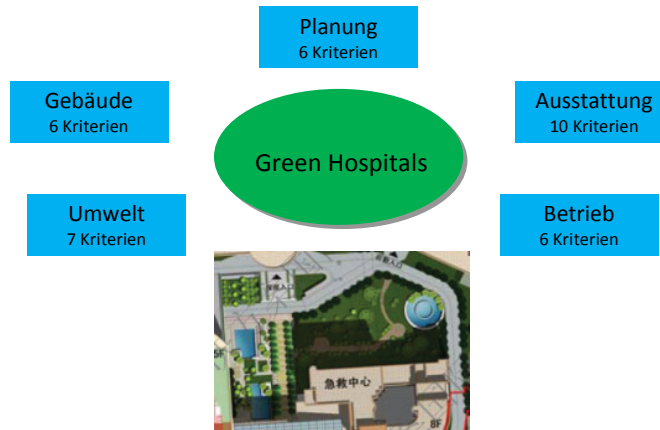 Planung
6 Kriterien
Gebäude
6 Kriterien
Ausstattung
10 Kriterien
Green Hospitals
Umwelt
7 Kriterien
Betrieb
6 Kriterien
急救中心
8F